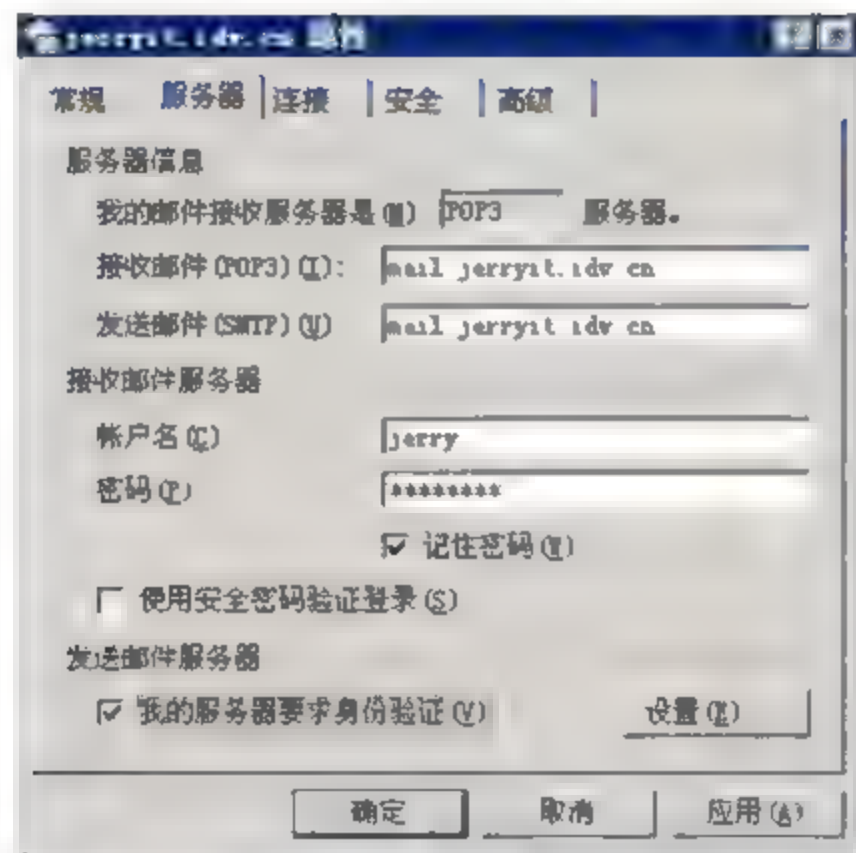 jerryit.idv.cn 属性
常规 服务器 连接 安全 高级
服务器信息
我的邮件接收服务器是(M) POP3 服务器。
接收邮件(POP3)(I): mail jerryit.idv cn
发送邮件(SMTP)(U) mail jerryit idv cn
接收邮件服务器
帐户名(C) jerry
密码(P) ********
记住密码(W)
使用安全密码验证登录(S)
发送邮件服务器
我的服务器要求身份验证(V) 设置(E)
确定 取消 应用(A)